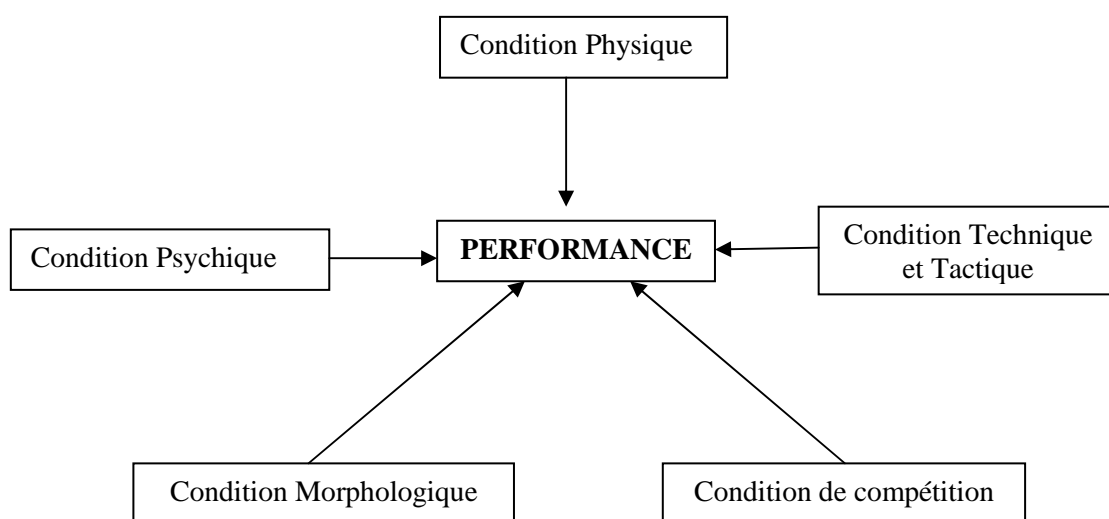 Condition Physique
Condition Psychique
PERFORMANCE
Condition Technique
et Tactique
Condition Morphologique
Condition de compétition